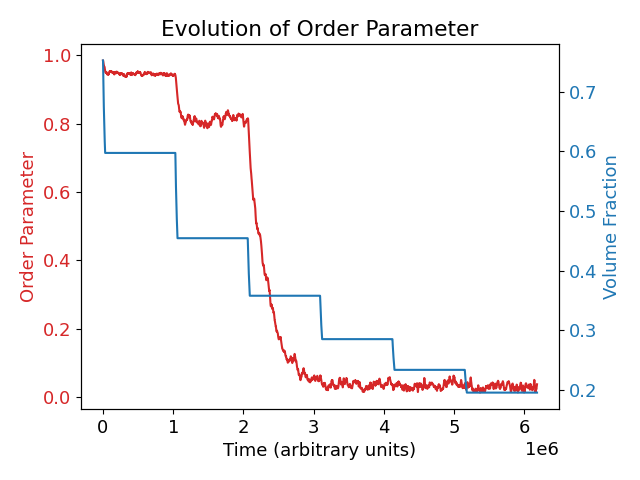 Evolution of Order Parameter
Order Parameter
1.0
0.8
0.6
0.4
0.2
0.0
0.7
0.6
0.5
0.4
0.3
0.2
Volume Fraction
0 1 2 3 4 5 6
1e6
Time (arbitrary units)